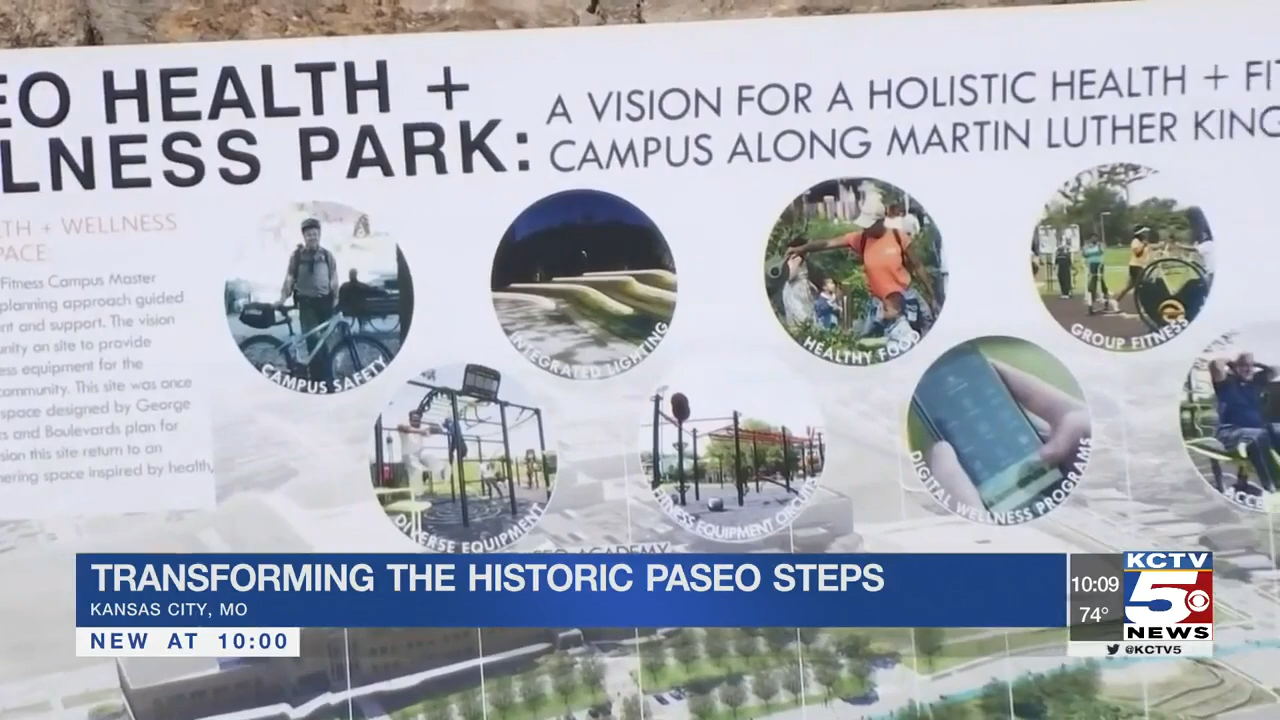 EO HEALTH +
LNESS PARK:
A VISION FOR A HOLISTIC HEALTH + FIT
CAMPUS ALONG MARTIN LUTHER KING
TH + WELLNESS
PACE:
Fitness Campus Master
planning approach guided
nt and support. The vision
unity on site to provide
ess equipment for the
community. This site was once
space designed by George
s and Boulevards plan for
sion this site return to an
hering space inspired by health,
CAMPUS SAFETY
INTEGRATED LIGHTING
HEALTHY FOOD
GROUP FITNESS
DIVERSE EQUIPMENT
FITNESS EQUIPMENT CIRCUITS
DIGITAL WELLNESS PROGRAMS
ACCE
SEO ACADEMY
TRANSFORMING THE HISTORIC PASEO STEPS
KANSAS CITY, MO
NEW AT 10:00
10:09
74°
KCTV
5
NEWS
@KCTV5